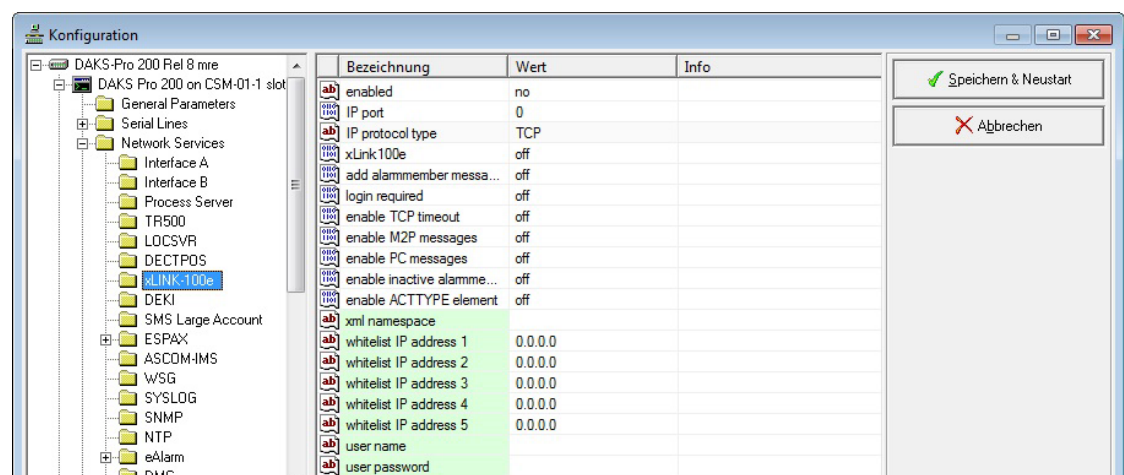 Konfiguration
DAKS-Pro 200 Rel 8 mre
DAKS Pro 200 on CSM-01-1 slot
General Parameters
Serial Lines
Network Services
Interface A
Interface B
Process Server
TR500
LOCSVR
DECTPOS
xLINK-100e
DEKI
SMS Large Account
ESPAX
ASCOM-IMS
WSG
SYSLOG
SNMP
NTP
eAlarm
Bezeichnung Wert Info
enabled no
IP port 0
IP protocol type TCP
xLink100e off
add alarmmember messa... off
login required off
enable TCP timeout off
enable M2P messages off
enable PC messages off
enable inactive alarmme... off
enable ACTTYPE element off
xml namespace
whitelist IP address 1 0.0.0.0
whitelist IP address 2 0.0.0.0
whitelist IP address 3 0.0.0.0
whitelist IP address 4 0.0.0.0
whitelist IP address 5 0.0.0.0
user name
user password
Speichern & Neustart
Abbrechen